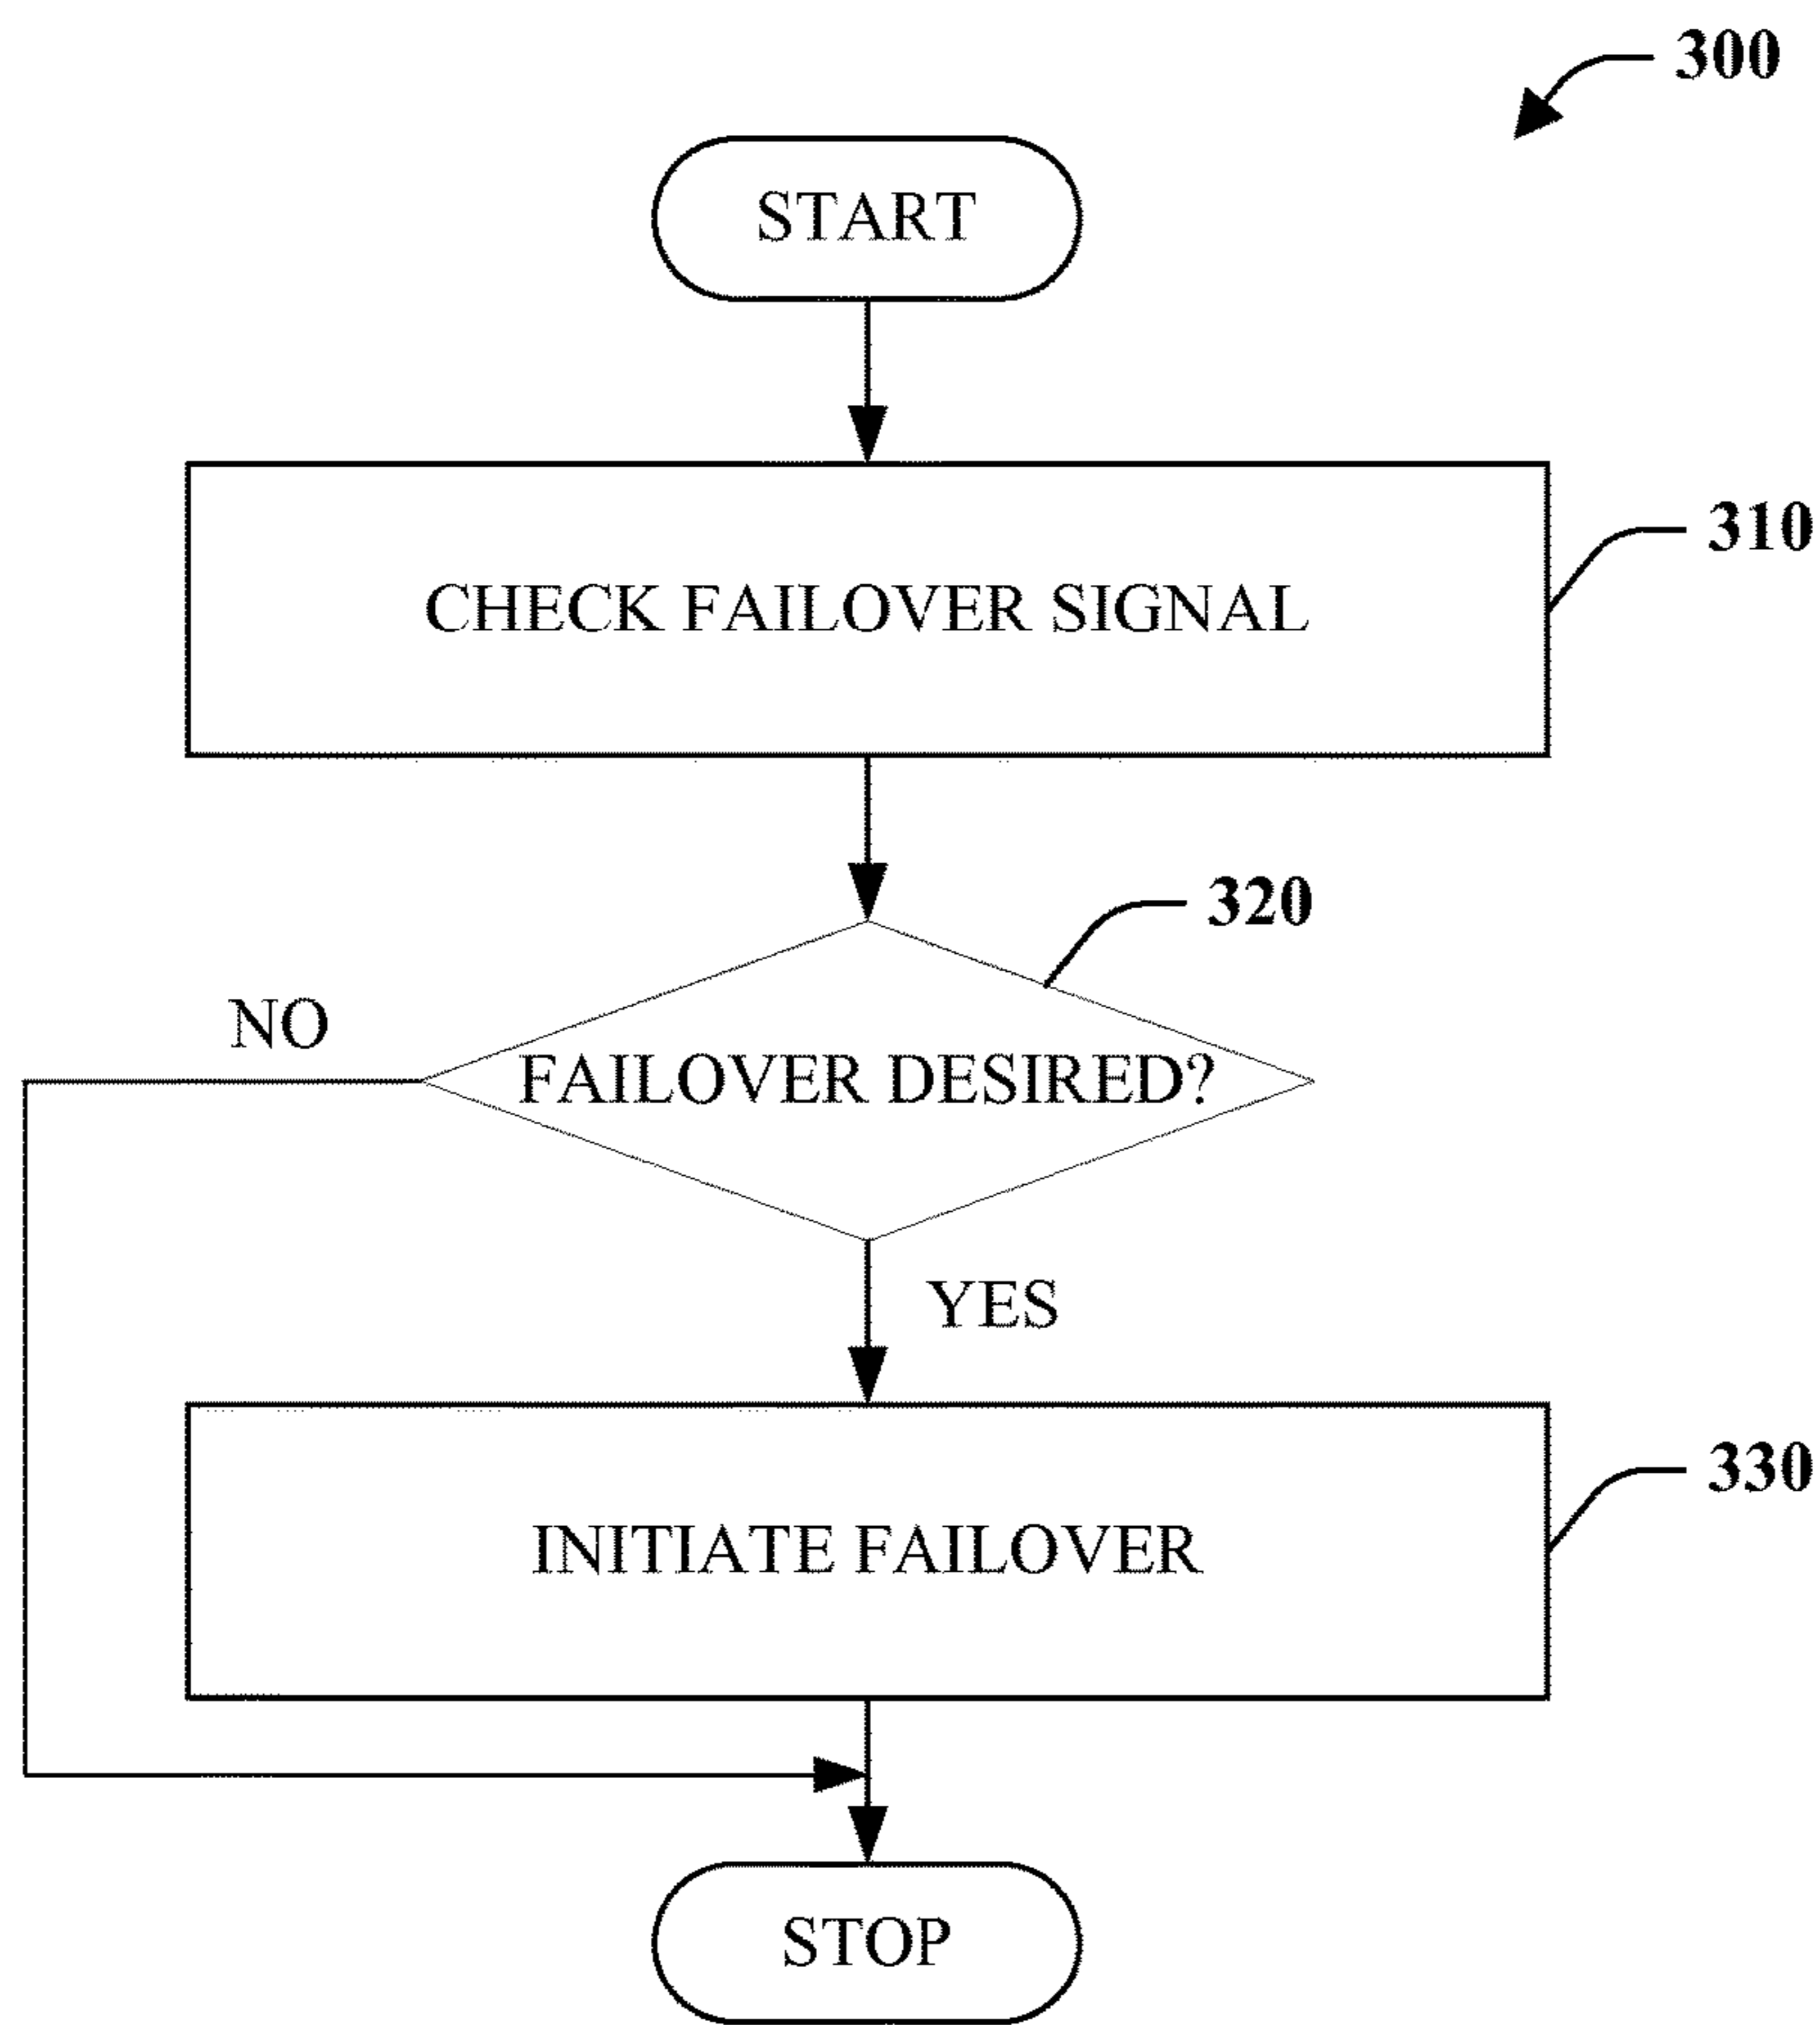 300
START
CHECK FAILOVER SIGNAL
310
320
NO
FAILOVER DESIRED?
YES
INITIATE FAILOVER
330
STOP